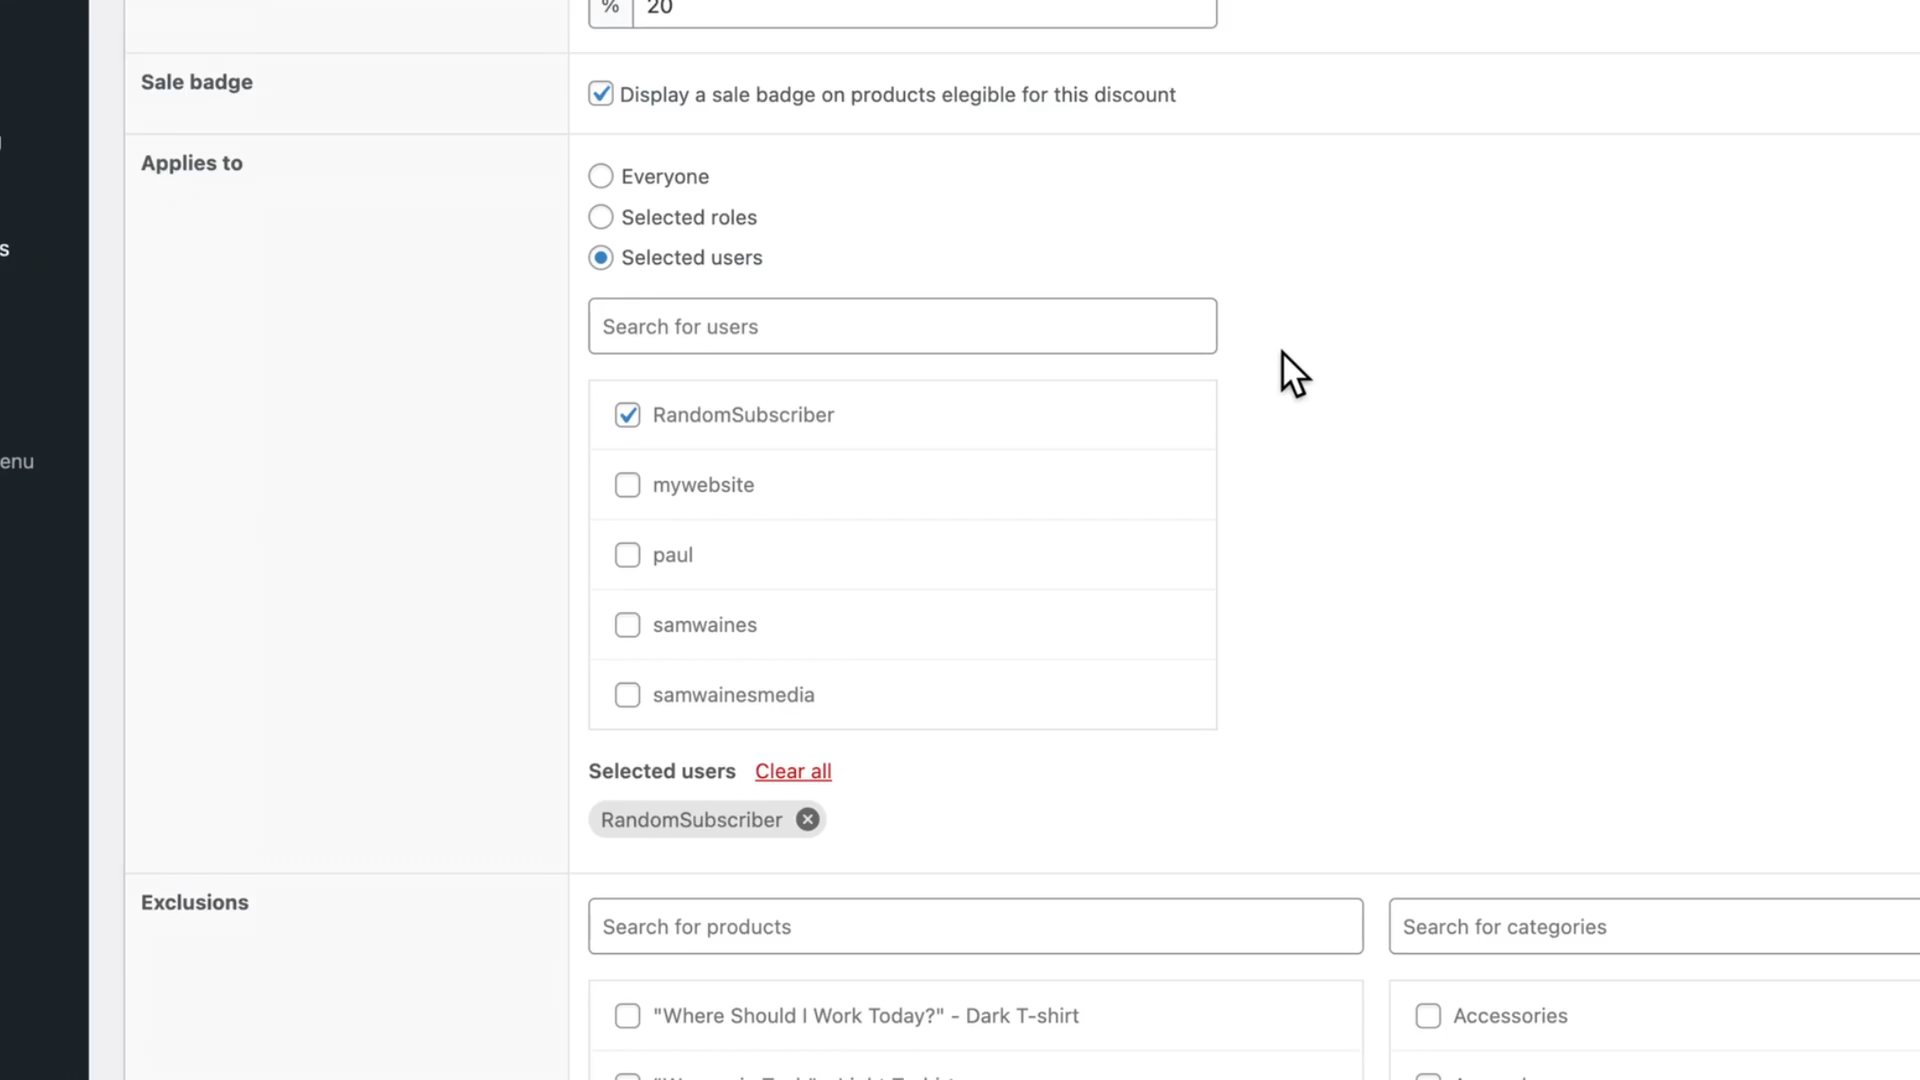 % 20
Sale badge
Display a sale badge on products elegible for this discount
Applies to
Everyone
Selected roles
s
Selected users
Search for users
RandomSubscriber
enu
mywebsite
paul
samwaines
samwainesmedia
Selected users Clear all
RandomSubscriber
Exclusions
Search for products
Search for categories
"Where Should I Work Today?" - Dark T-shirt
Accessories